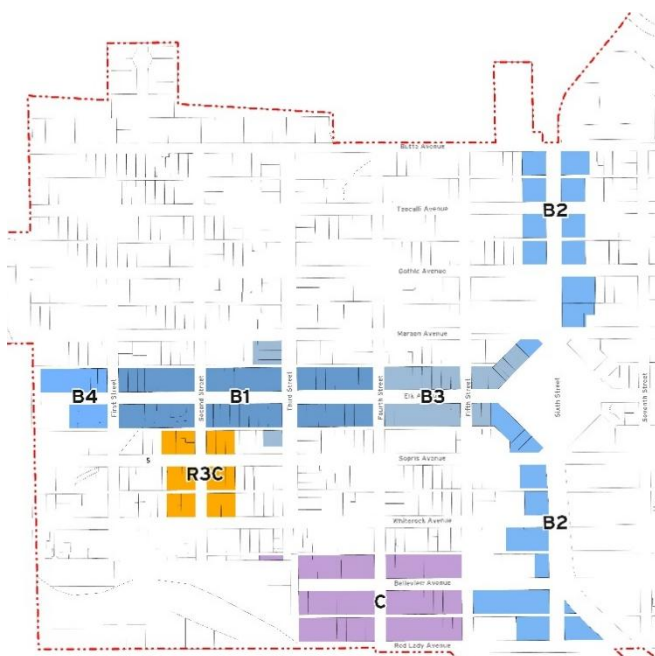 Butte Avenue
Teocalli Avenue
B2
Gothic Avenue
Maroon Avenue
First Street
Second Street
Third Street
Fourth Street
Fifth Street
Sixth Street
Seventh Street
B4
B1
Elk A
B3
Sopris Avenue
S
R3C
Whiterock Avenue
B2
Belleview Avenue
C
Red Lady Avenue